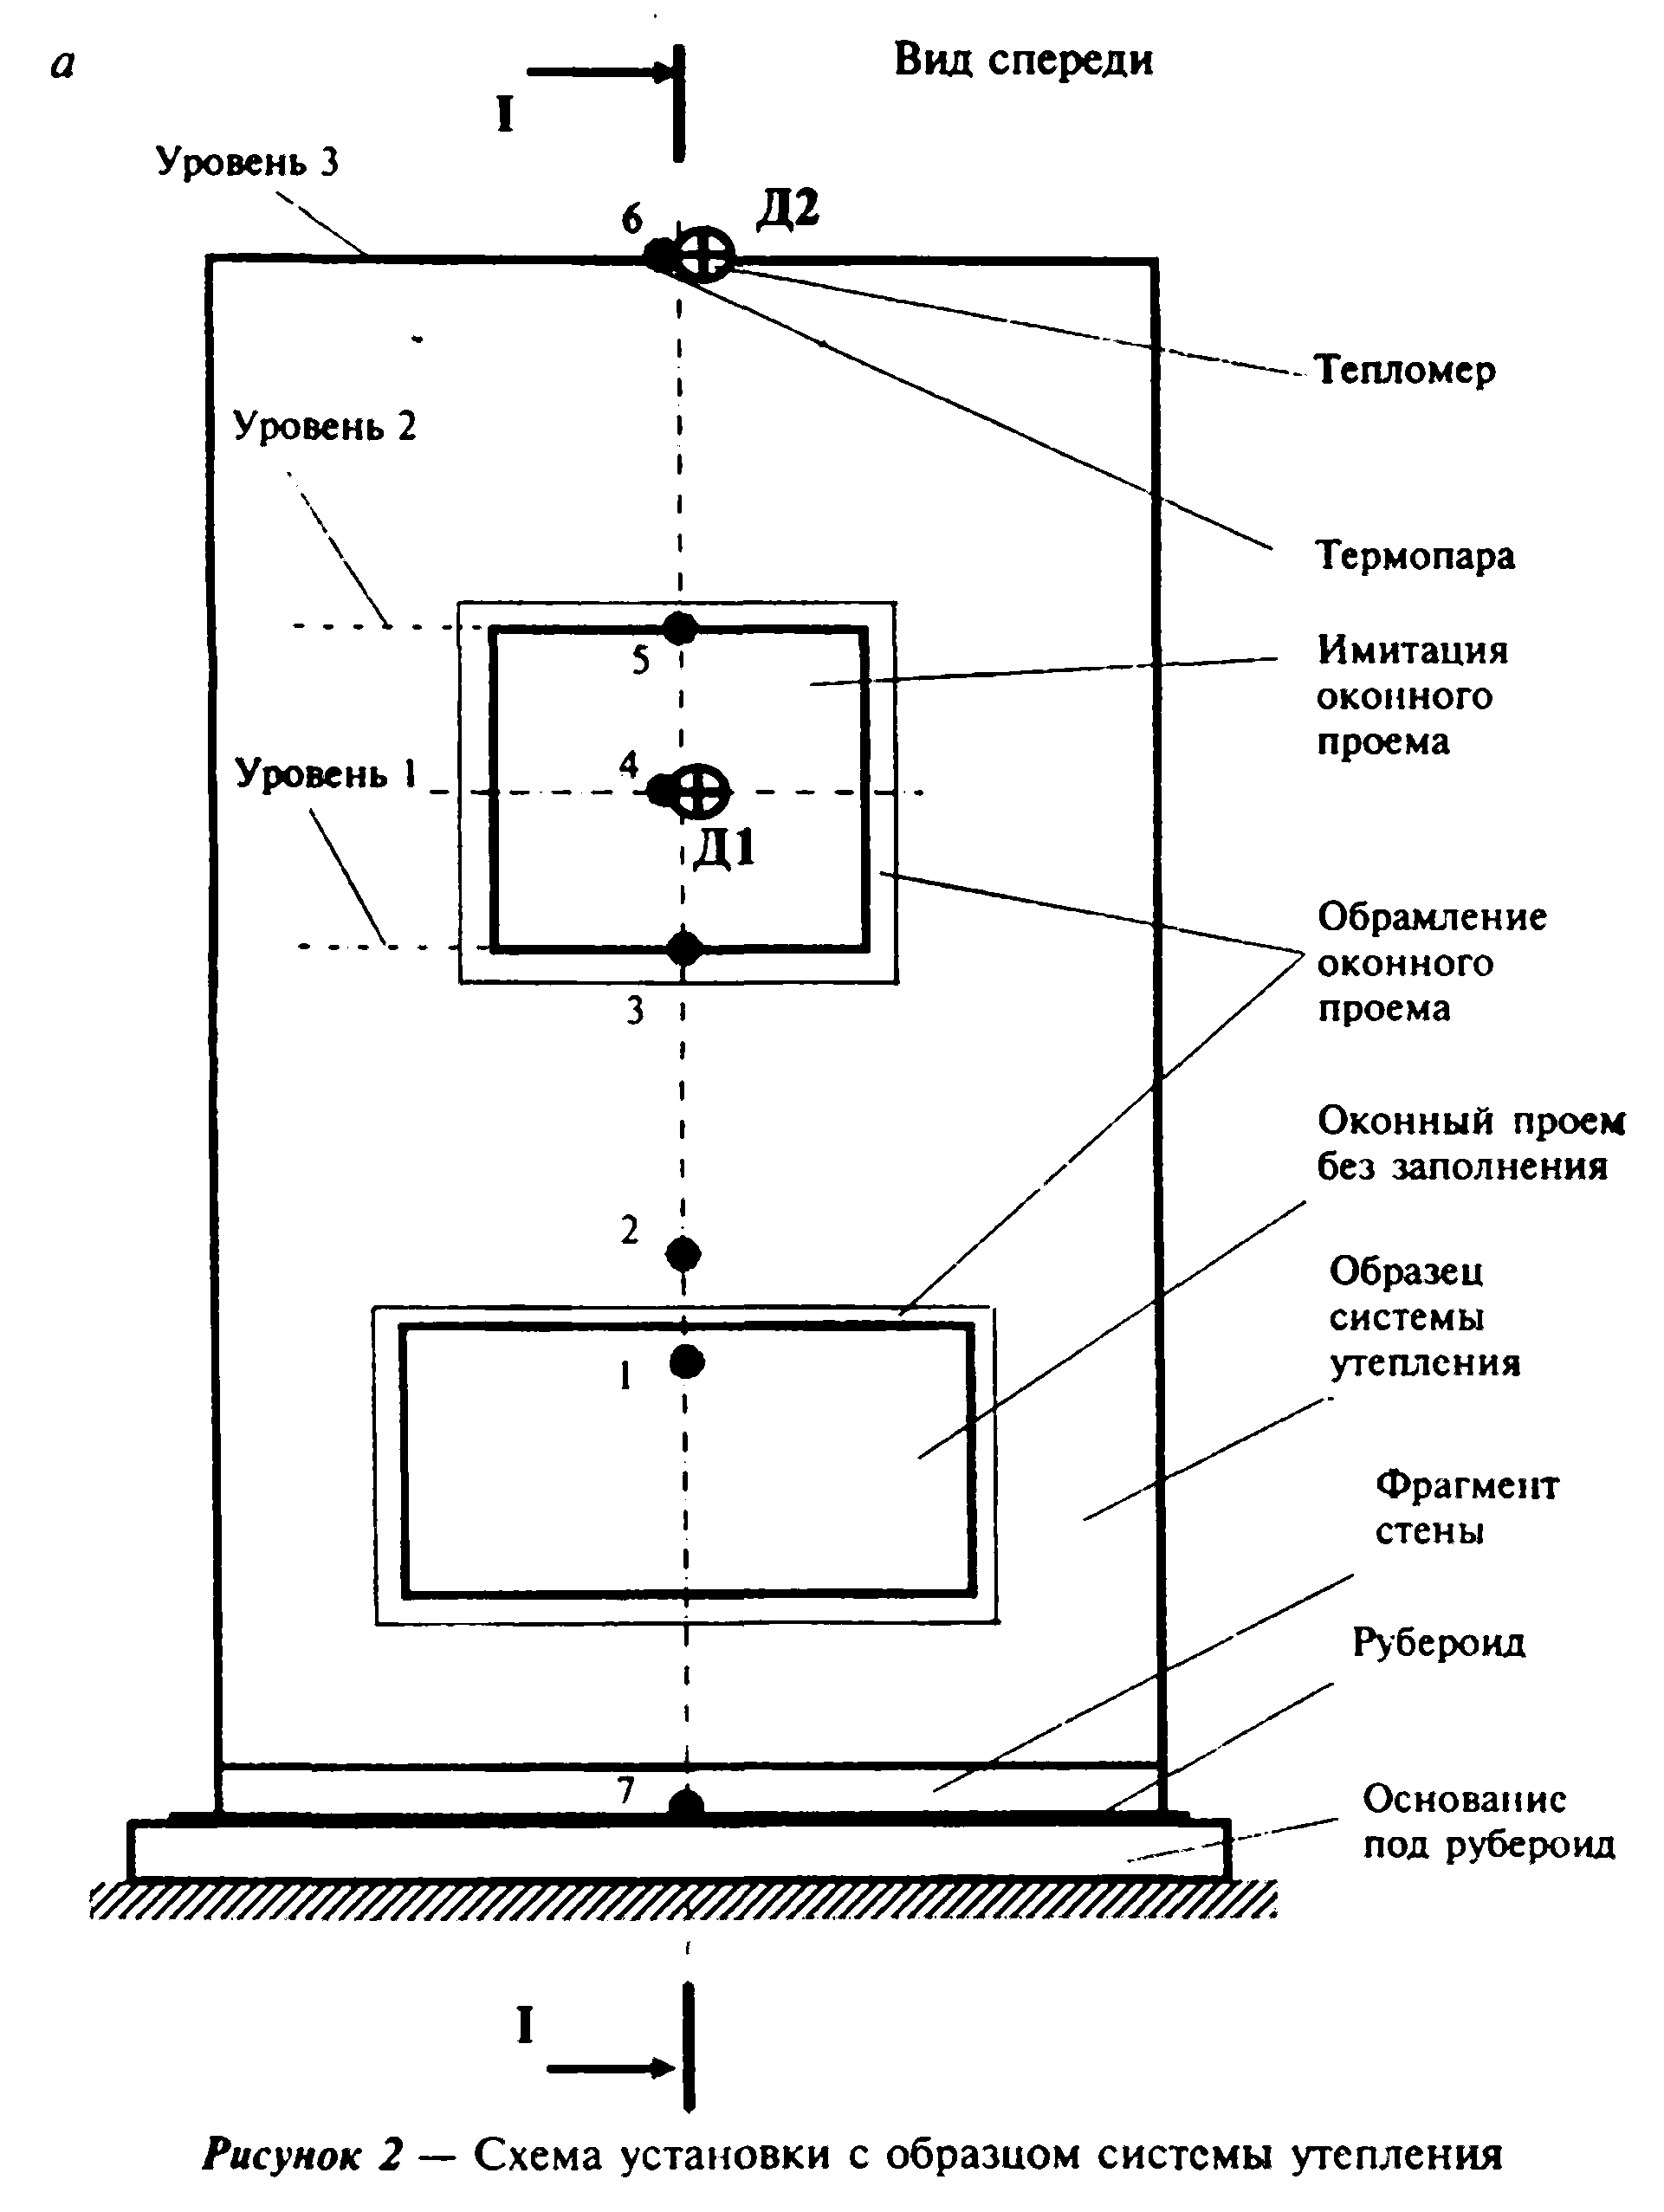 а
Вид спереди
I
Уровень 3
6
Д2
Тепломер
Уровень 2
Термопара
5
Имитация
оконного
проема
Уровень 1
4
Д1
Обрамление
оконного
проема
3
Оконный проем
без заполнения
2
Образец
системы
утепления
1
Фрагмент
стены
Рубероид
7
Основание
под рубероид
I
Рисунок 2 — Схема установки с образцом системы утепления